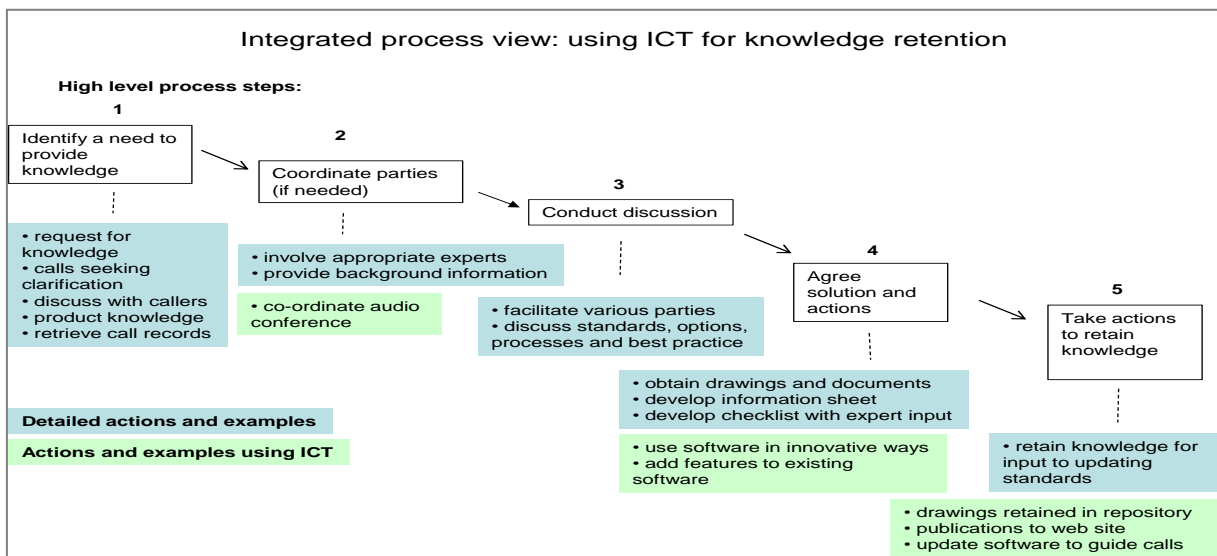 Integrated process view: using ICT for knowledge retention
High level process steps:
1
Identify a need to
provide
knowledge
2
Coordinate parties
(if needed)
3
Conduct discussion
4
Agree
solution and
actions
5
Take actions
to retain
knowledge
• request for
knowledge
• calls seeking
clarification
• discuss with callers
• product knowledge
• retrieve call records
• involve appropriate experts
• provide background information
• co-ordinate audio
conference
• facilitate various parties
• discuss standards, options,
processes and best practice
• obtain drawings and documents
• develop information sheet
• develop checklist with expert input
• use software in innovative ways
• add features to existing
software
• retain knowledge for
input to updating
standards
• drawings retained in repository
• publications to web site
• update software to guide calls
Detailed actions and examples
Actions and examples using ICT